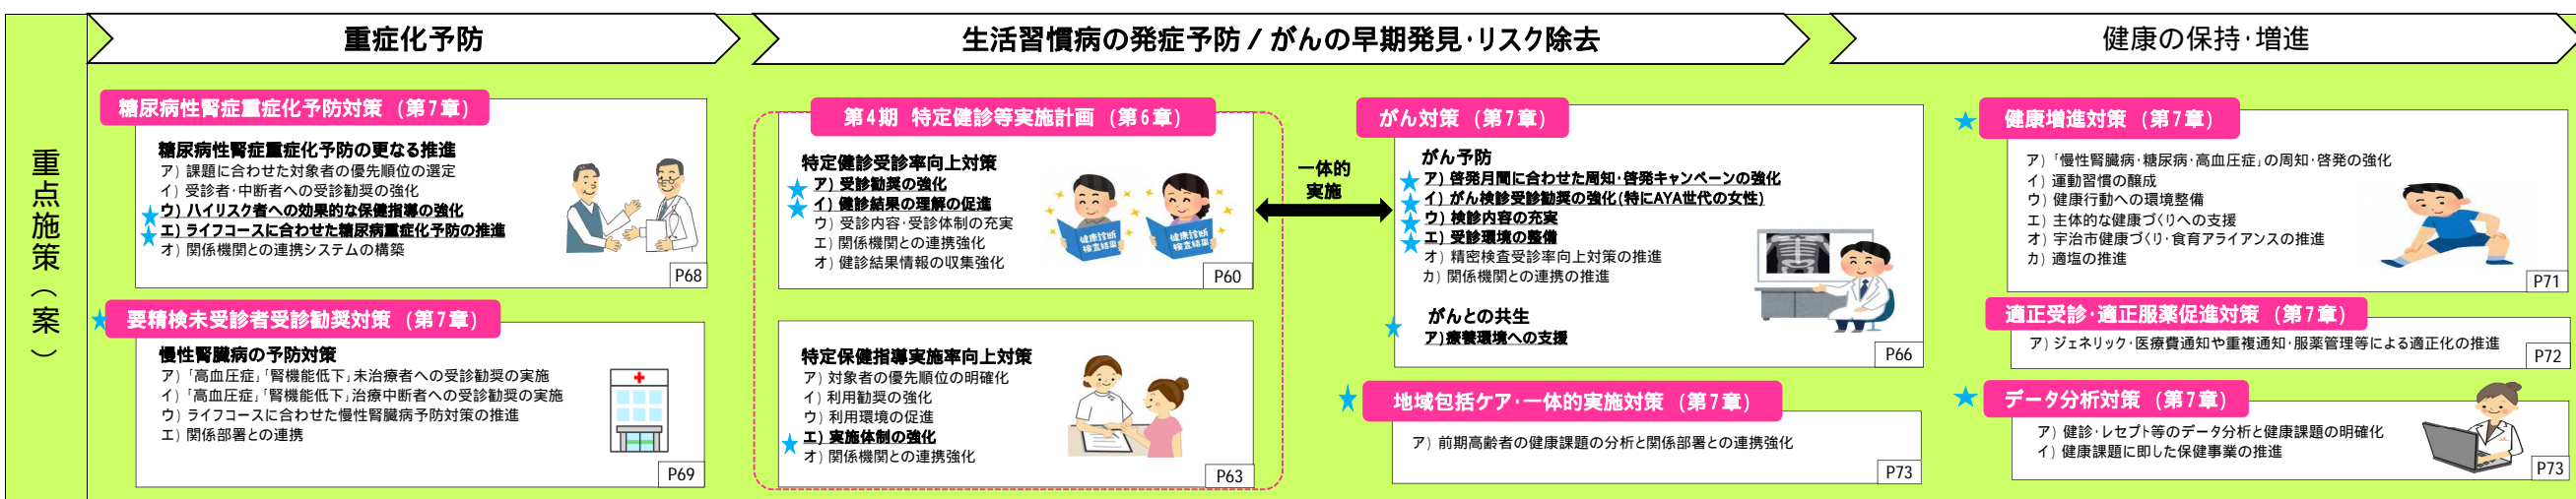 重点施策（案）
重症化予防
生活習慣病の発症予防 / がんの早期発見・リスク除去
健康の保持・増進
糖尿病性腎症重症化予防対策 （第7章）
糖尿病性腎症重症化予防の更なる推進
ア） 課題に合わせた対象者の優先順位の選定
イ） 受診者・中断者への受診勧奨の強化
★ウ） ハイリスク者への効果的な保健指導の強化
★エ） ライフコースに合わせた糖尿病重症化予防の推進
オ） 関係機関との連携システムの構築
P68
★要精検未受診者受診勧奨対策 （第7章）
慢性腎臓病の予防対策
ア） 「高血圧症」「腎機能低下」未治療者への受診勧奨の実施
イ） 「高血圧症」「腎機能低下」治療中断者への受診勧奨の実施
ウ） ライフコースに合わせた慢性腎臓病予防対策の推進
エ） 関係部署との連携
P69
第4期 特定健診等実施計画 （第6章）
特定健診受診率向上対策
★ア） 受診勧奨の強化
★イ） 健診結果の理解の促進
ウ） 受診内容・受診体制の充実
エ） 関係機関との連携強化
オ） 健診結果情報の収集強化
健康診断
検査結果
健康診断
検査結果
P60
特定保健指導実施率向上対策
ア） 対象者の優先順位の明確化
イ） 利用勧奨の強化
ウ） 利用環境の促進
★エ） 実施体制の強化
オ） 関係機関との連携強化
P63
一体的
実施
がん対策 （第7章）
がん予防
★ア） 啓発月間に合わせた周知・啓発キャンペーンの強化
★イ） がん検診受診勧奨の強化（特にAYA世代の女性）
★ウ） 検診内容の充実
★エ） 受診環境の整備
オ） 精密検査受診率向上対策の推進
カ） 関係機関との連携の推進
がんとの共生
★ア）療養環境への支援
P66
★地域包括ケア・一体的実施対策 （第7章）
ア） 前期高齢者の健康課題の分析と関係部署との連携強化
P73
★健康増進対策 （第7章）
ア） 「慢性腎臓病・糖尿病・高血圧症」の周知・啓発の強化
イ） 運動習慣の醸成
ウ） 健康行動への環境整備
エ） 主体的な健康づくりへの支援
オ） 宇治市健康づくり・食育アライアンスの推進
カ） 適塩の推進
P71
適正受診・適正服薬促進対策 （第7章）
ア） ジェネリック・医療費通知や重複通知・服薬管理等による適正化の推進
P72
★データ分析対策 （第7章）
ア） 健診・レセプト等のデータ分析と健康課題の明確化
イ） 健康課題に即した保健事業の推進
P73